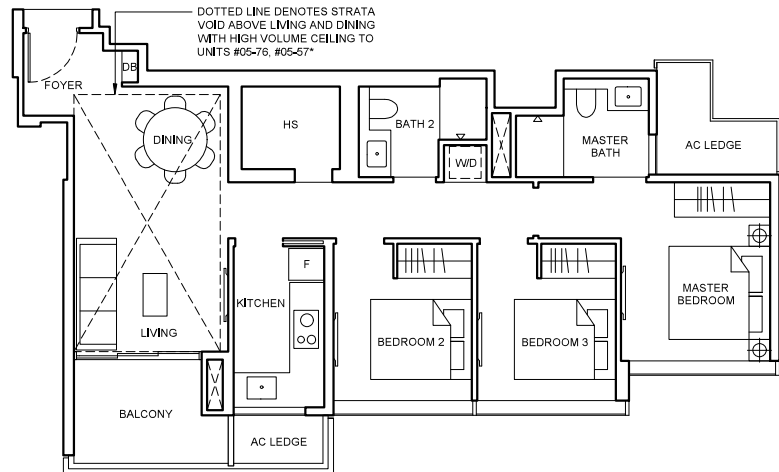 DOTTED LINE DENOTES STRATA
VOID ABOVE LIVING AND DINING
WITH HIGH VOLUME CEILING TO
UNITS #05-76, #05-57*
DB
FOYER
DINING
HS
BATH 2
W/D
MASTER
BATH
AC LEDGE
F
KITCHEN
LIVING
BEDROOM 2
BEDROOM 3
MASTER
BEDROOM
BALCONY
AC LEDGE